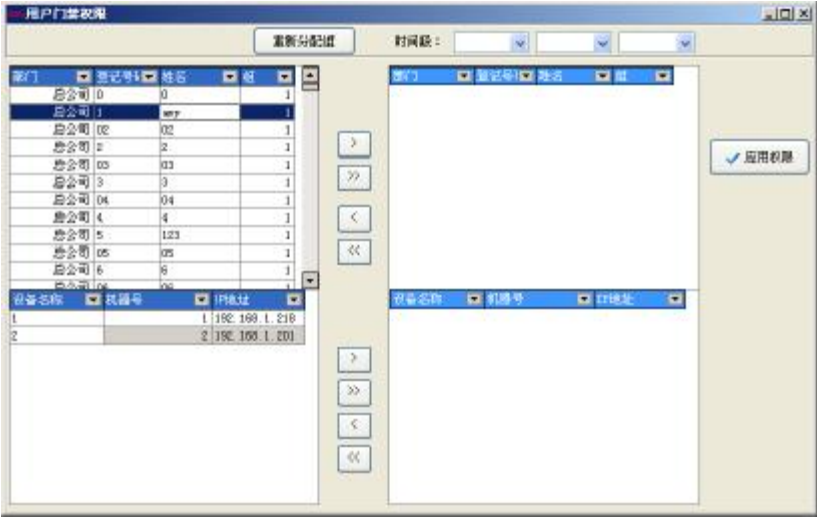 用户门禁权限
重新分配组 时间段：
部门 登记号码 姓名 组
总公司 0 0 1
总公司 1 1
总公司 02 02 1
总公司 2 2 1
总公司 03 03 1
总公司 3 3 1
总公司 04 04 1
总公司 4 4 1
总公司 5 123 1
总公司 05 05 1
总公司 6 6 1
总公司 06 06 1
部门 登记号 姓名 组
> 
>>
<
<<
应用权限
设备名称 机器号 IP地址
1 1 192.168.1.218
2 2 192.168.1.201
设备名称 机器号 IP地址
>
>>
<
<<